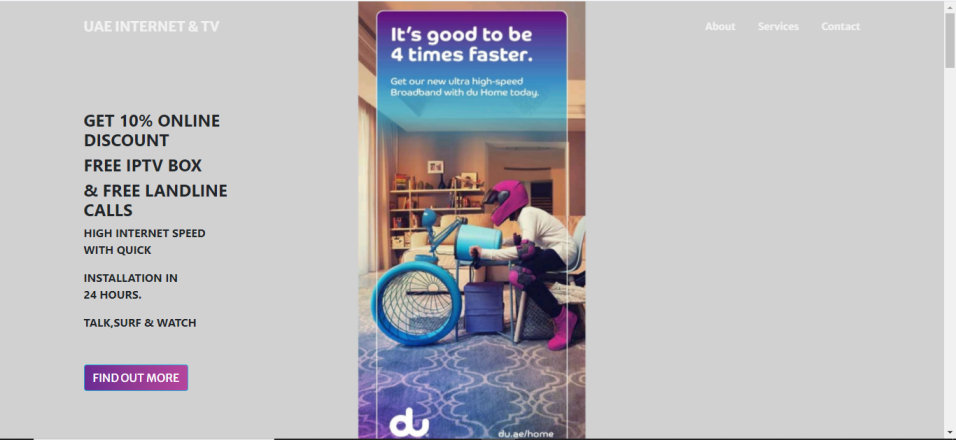 UAE INTERNET & TV
About Services Contact
It's good to be
4 times faster.
Get our new ultra high-speed
Broadband with du Home today.
GET 10% ONLINE
DISCOUNT
FREE IPTV BOX
& FREE LANDLINE
CALLS
HIGH INTERNET SPEED
WITH QUICK
INSTALLATION IN
24 HOURS.
TALK,SURF & WATCH
FIND OUT MORE
du
du.ae/home